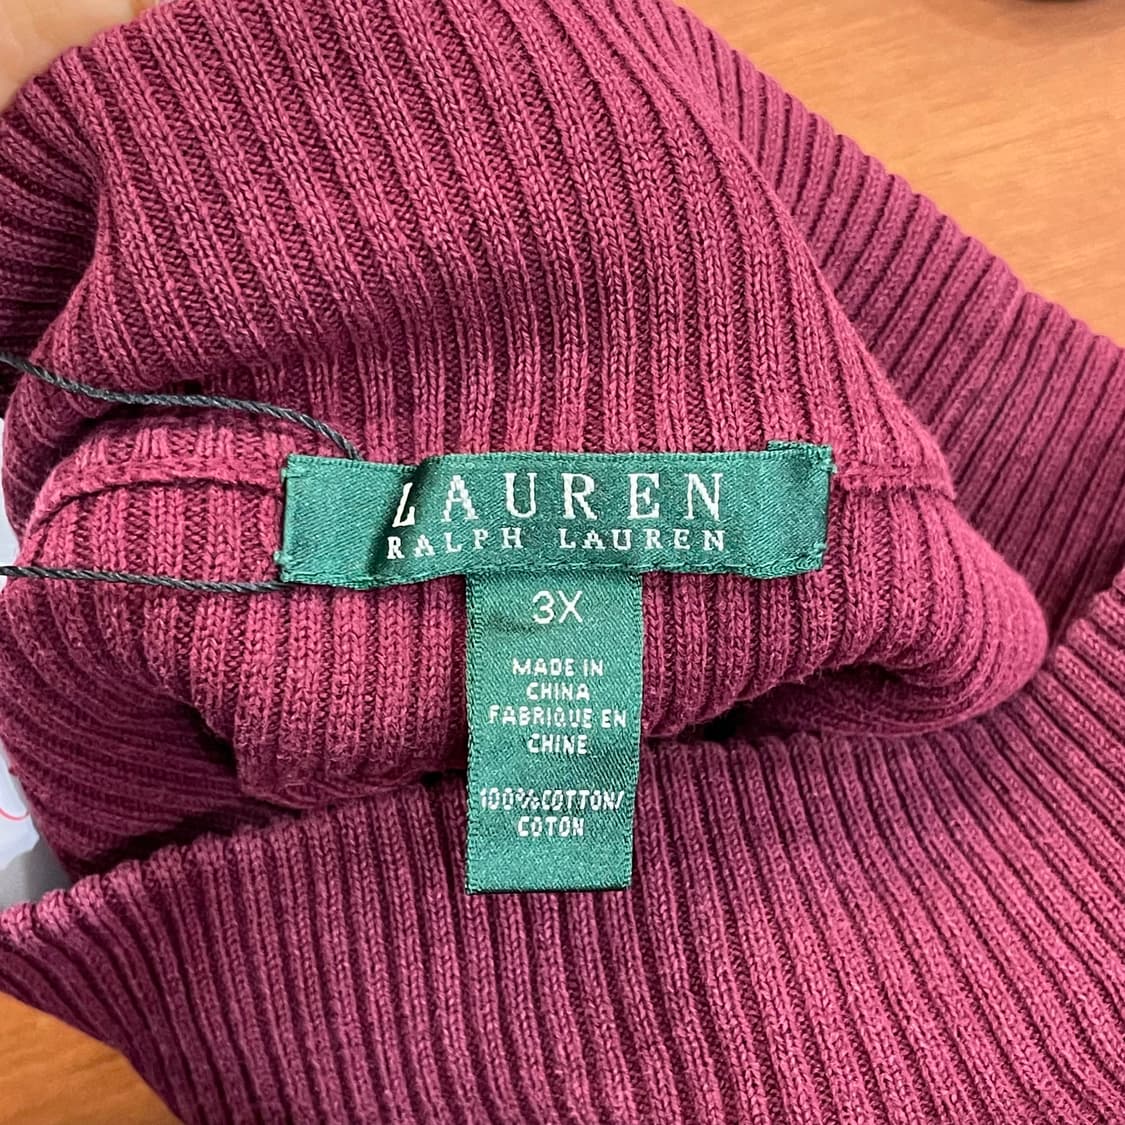 LAUREN
RALPH LAUREN
3X
MADE IN
CHINA
FABRIQUE EN
CHINE
100%COTTON/
COTON